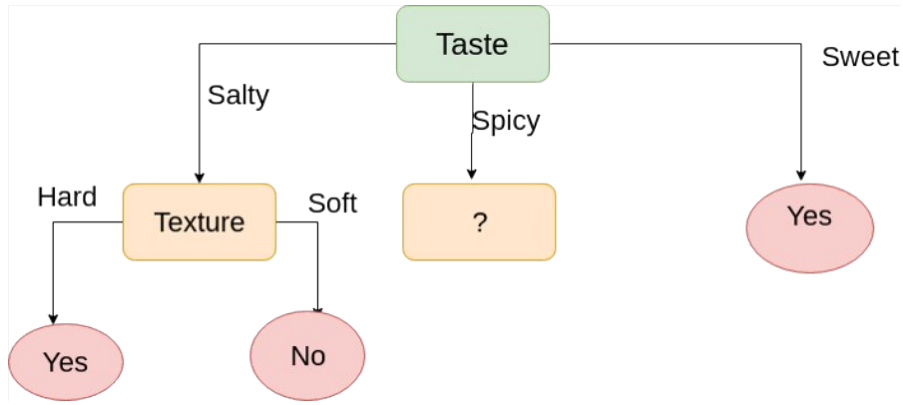 Taste
Sweet
Salty
Spicy
Hard
Texture
Soft
?
Yes
Yes
No